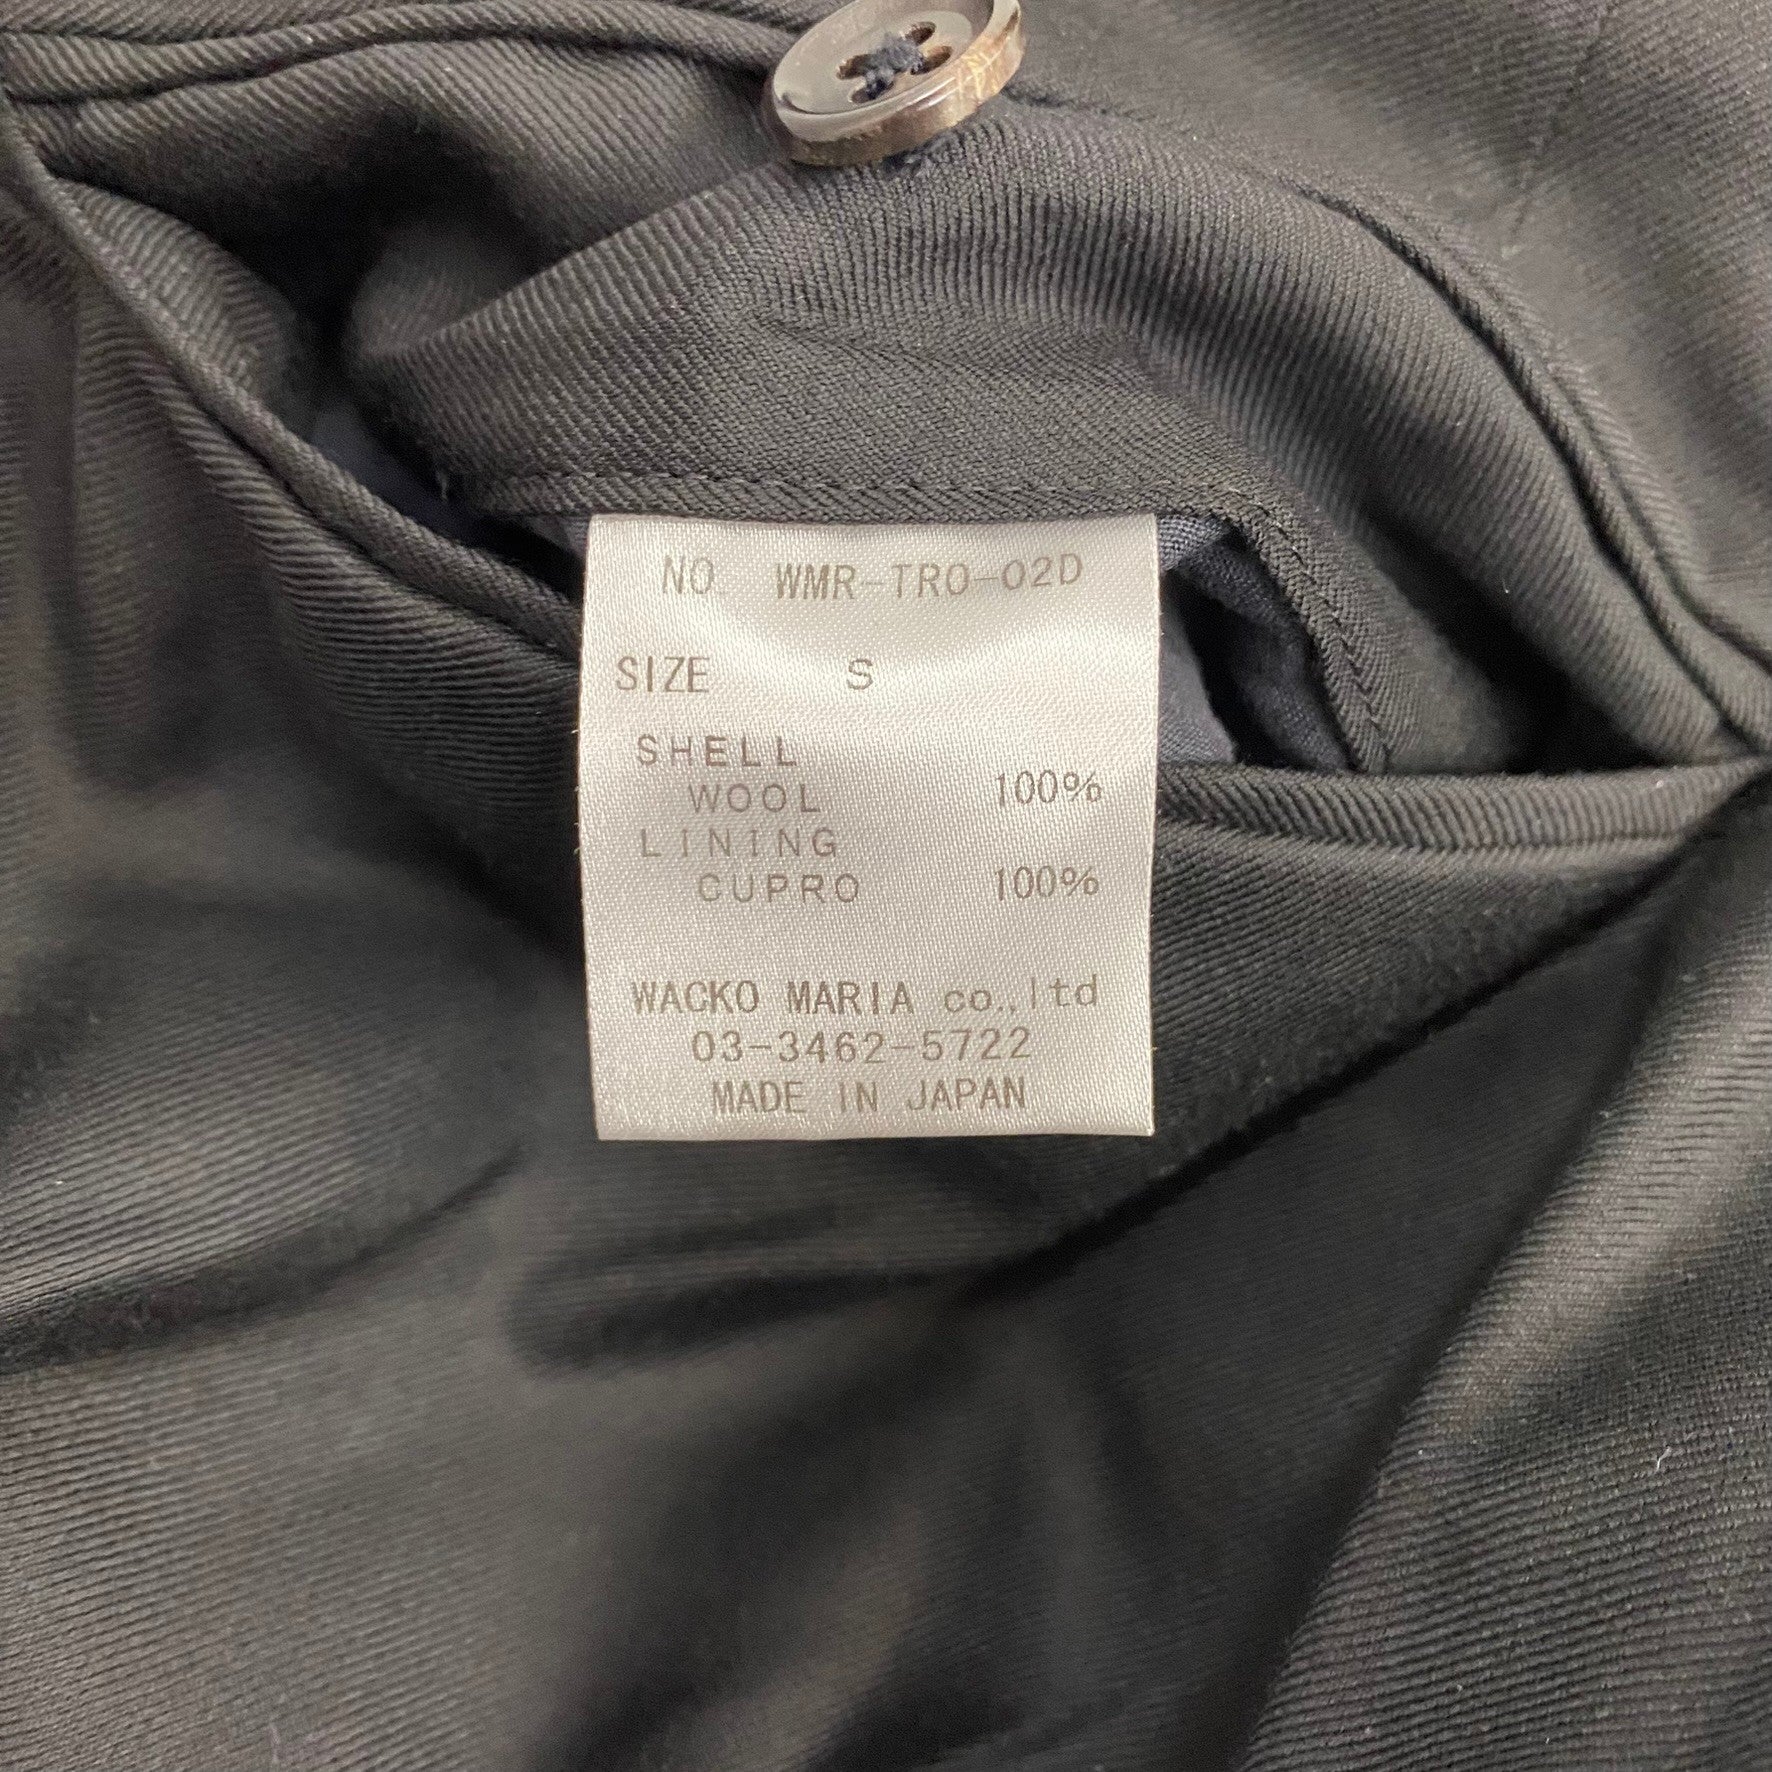 NO. WMR-TRO-02D
SIZE S
SHELL
WOOL 100%
LINING
CUPRO 100%
WACKO MARIA co.,ltd
03-3462-5722
MADE IN JAPAN